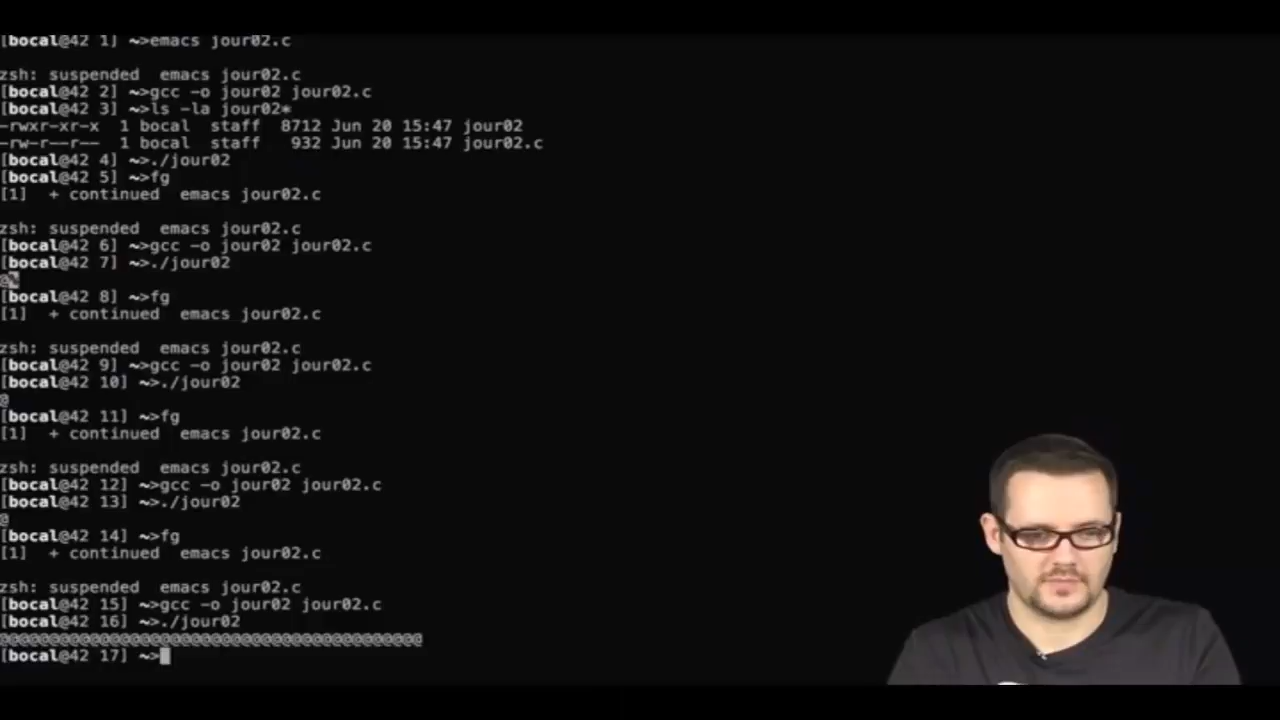 [bocal@42 1] ~>emacs jour02.c
zsh: suspended  emacs jour02.c
[bocal@42 2] ~>gcc -o jour02 jour02.c
[bocal@42 3] ~>ls -la jour02*
-rwxr-xr-x  1 bocal  staff  8712 Jun 20 15:47 jour02
-rw-r--r--  1 bocal  staff   932 Jun 20 15:47 jour02.c
[bocal@42 4] ~>./jour02
[bocal@42 5] ~>fg
[1]  + continued  emacs jour02.c
zsh: suspended  emacs jour02.c
[bocal@42 6] ~>gcc -o jour02 jour02.c
[bocal@42 7] ~>./jour02
@%
[bocal@42 8] ~>fg
[1]  + continued  emacs jour02.c
zsh: suspended  emacs jour02.c
[bocal@42 9] ~>gcc -o jour02 jour02.c
[bocal@42 10] ~>./jour02
@
[bocal@42 11] ~>fg
[1]  + continued  emacs jour02.c
zsh: suspended  emacs jour02.c
[bocal@42 12] ~>gcc -o jour02 jour02.c
[bocal@42 13] ~>./jour02
@
[bocal@42 14] ~>fg
[1]  + continued  emacs jour02.c
zsh: suspended  emacs jour02.c
[bocal@42 15] ~>gcc -o jour02 jour02.c
[bocal@42 16] ~>./jour02
@@@@@@@@@@@@@@@@@@@@@@@@@@@@@@@@@@@@@@@@@@
[bocal@42 17] ~>